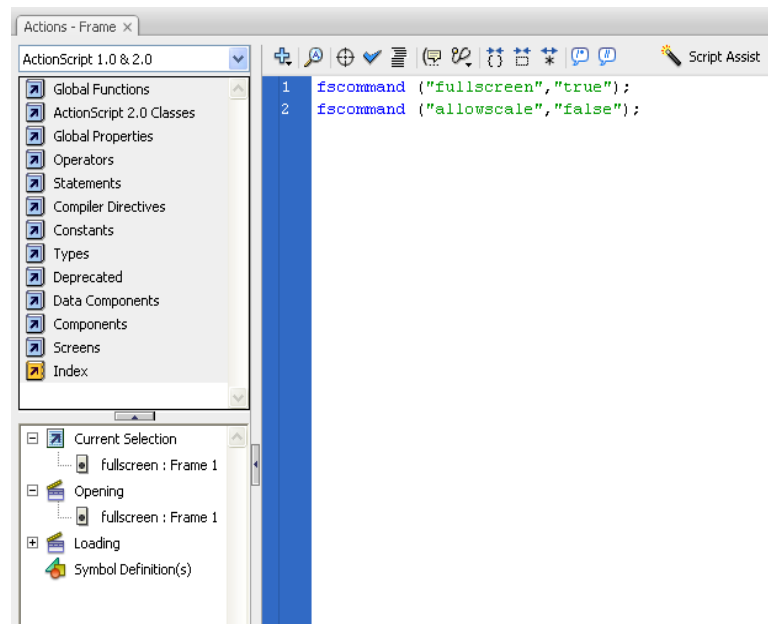 Actions - Frame ×
ActionScript 1.0 & 2.0
Script Assist
Global Functions
ActionScript 2.0 Classes
Global Properties
Operators
Statements
Compiler Directives
Constants
Types
Deprecated
Data Components
Components
Screens
Index
Current Selection
fullscreen : Frame 1
Opening
fullscreen : Frame 1
Loading
Symbol Definition(s)
1 fscommand ("fullscreen","true");
2 fscommand ("allowscale","false");